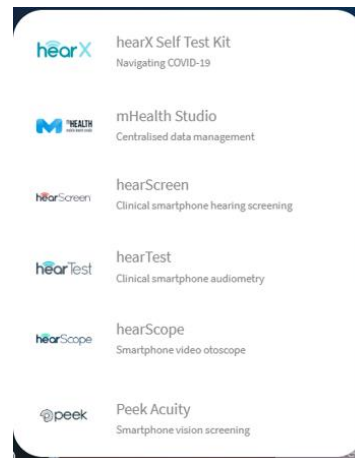 hearX
hearX Self Test Kit
Navigating COVID-19
mHEALTH
mHealth Studio
Centralised data management
hearScreen
hearScreen
Clinical smartphone hearing screening
hearTest
hearTest
Clinical smartphone audiometry
hearScope
hearScope
Smartphone video otoscope
peek
Peek Acuity
Smartphone vision screening